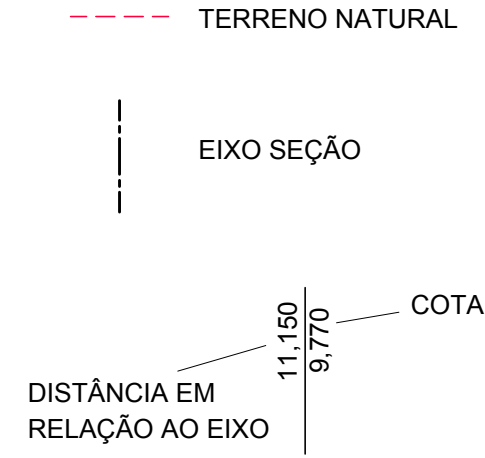 TERRENO NATURAL
EIXO SEÇÃO
11,150
9,770
COTA
DISTÂNCIA EM
RELAÇÃO AO EIXO